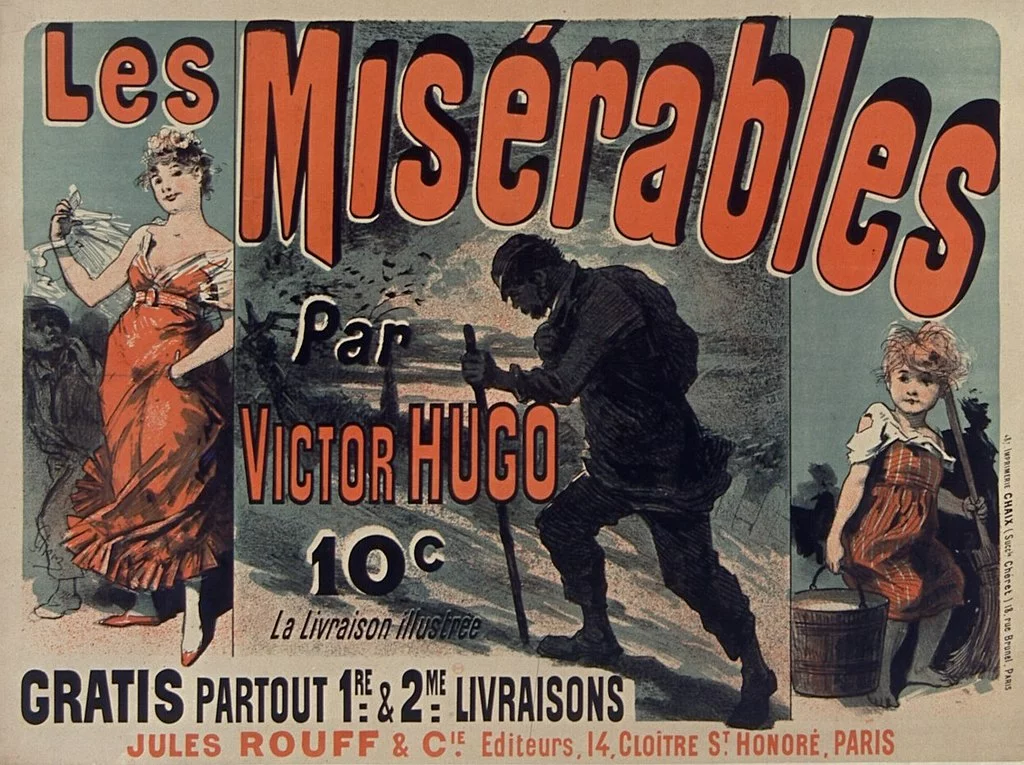 Les Misérables
Par
VICTOR HUGO
10c
La Livraison illustrée
GRATIS PARTOUT 1RE & 2ME LIVRAISONS
JULES ROUFF & CIE Editeurs, 14, CLOÎTRE ST HONORÉ, PARIS
IMPRIMERIE CHAIX (Succle Chéret) 18, rue Brunel, PARIS